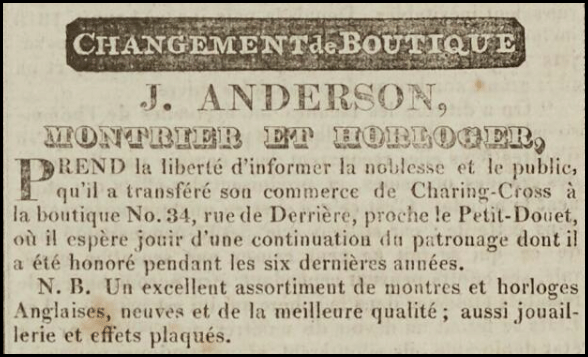 CHANGEMENT de BOUTIQUE
J. ANDERSON,
MONTRIER ET HORLOGER,
PREND la liberté d'informer la noblesse et le public,
qu'il a transféré son commerce de Charing-Cross à
la boutique No. 34, rue de Derrière, proche le Petit-Douet,
où il espère jouir d'une continuation du patronage dont il
a été honoré pendant les six dernières années.
N. B. Un excellent assortiment de montres et horloges
Anglaises, neuves et de la meilleure qualité ; aussi jouail-
lerie et effets plaqués.